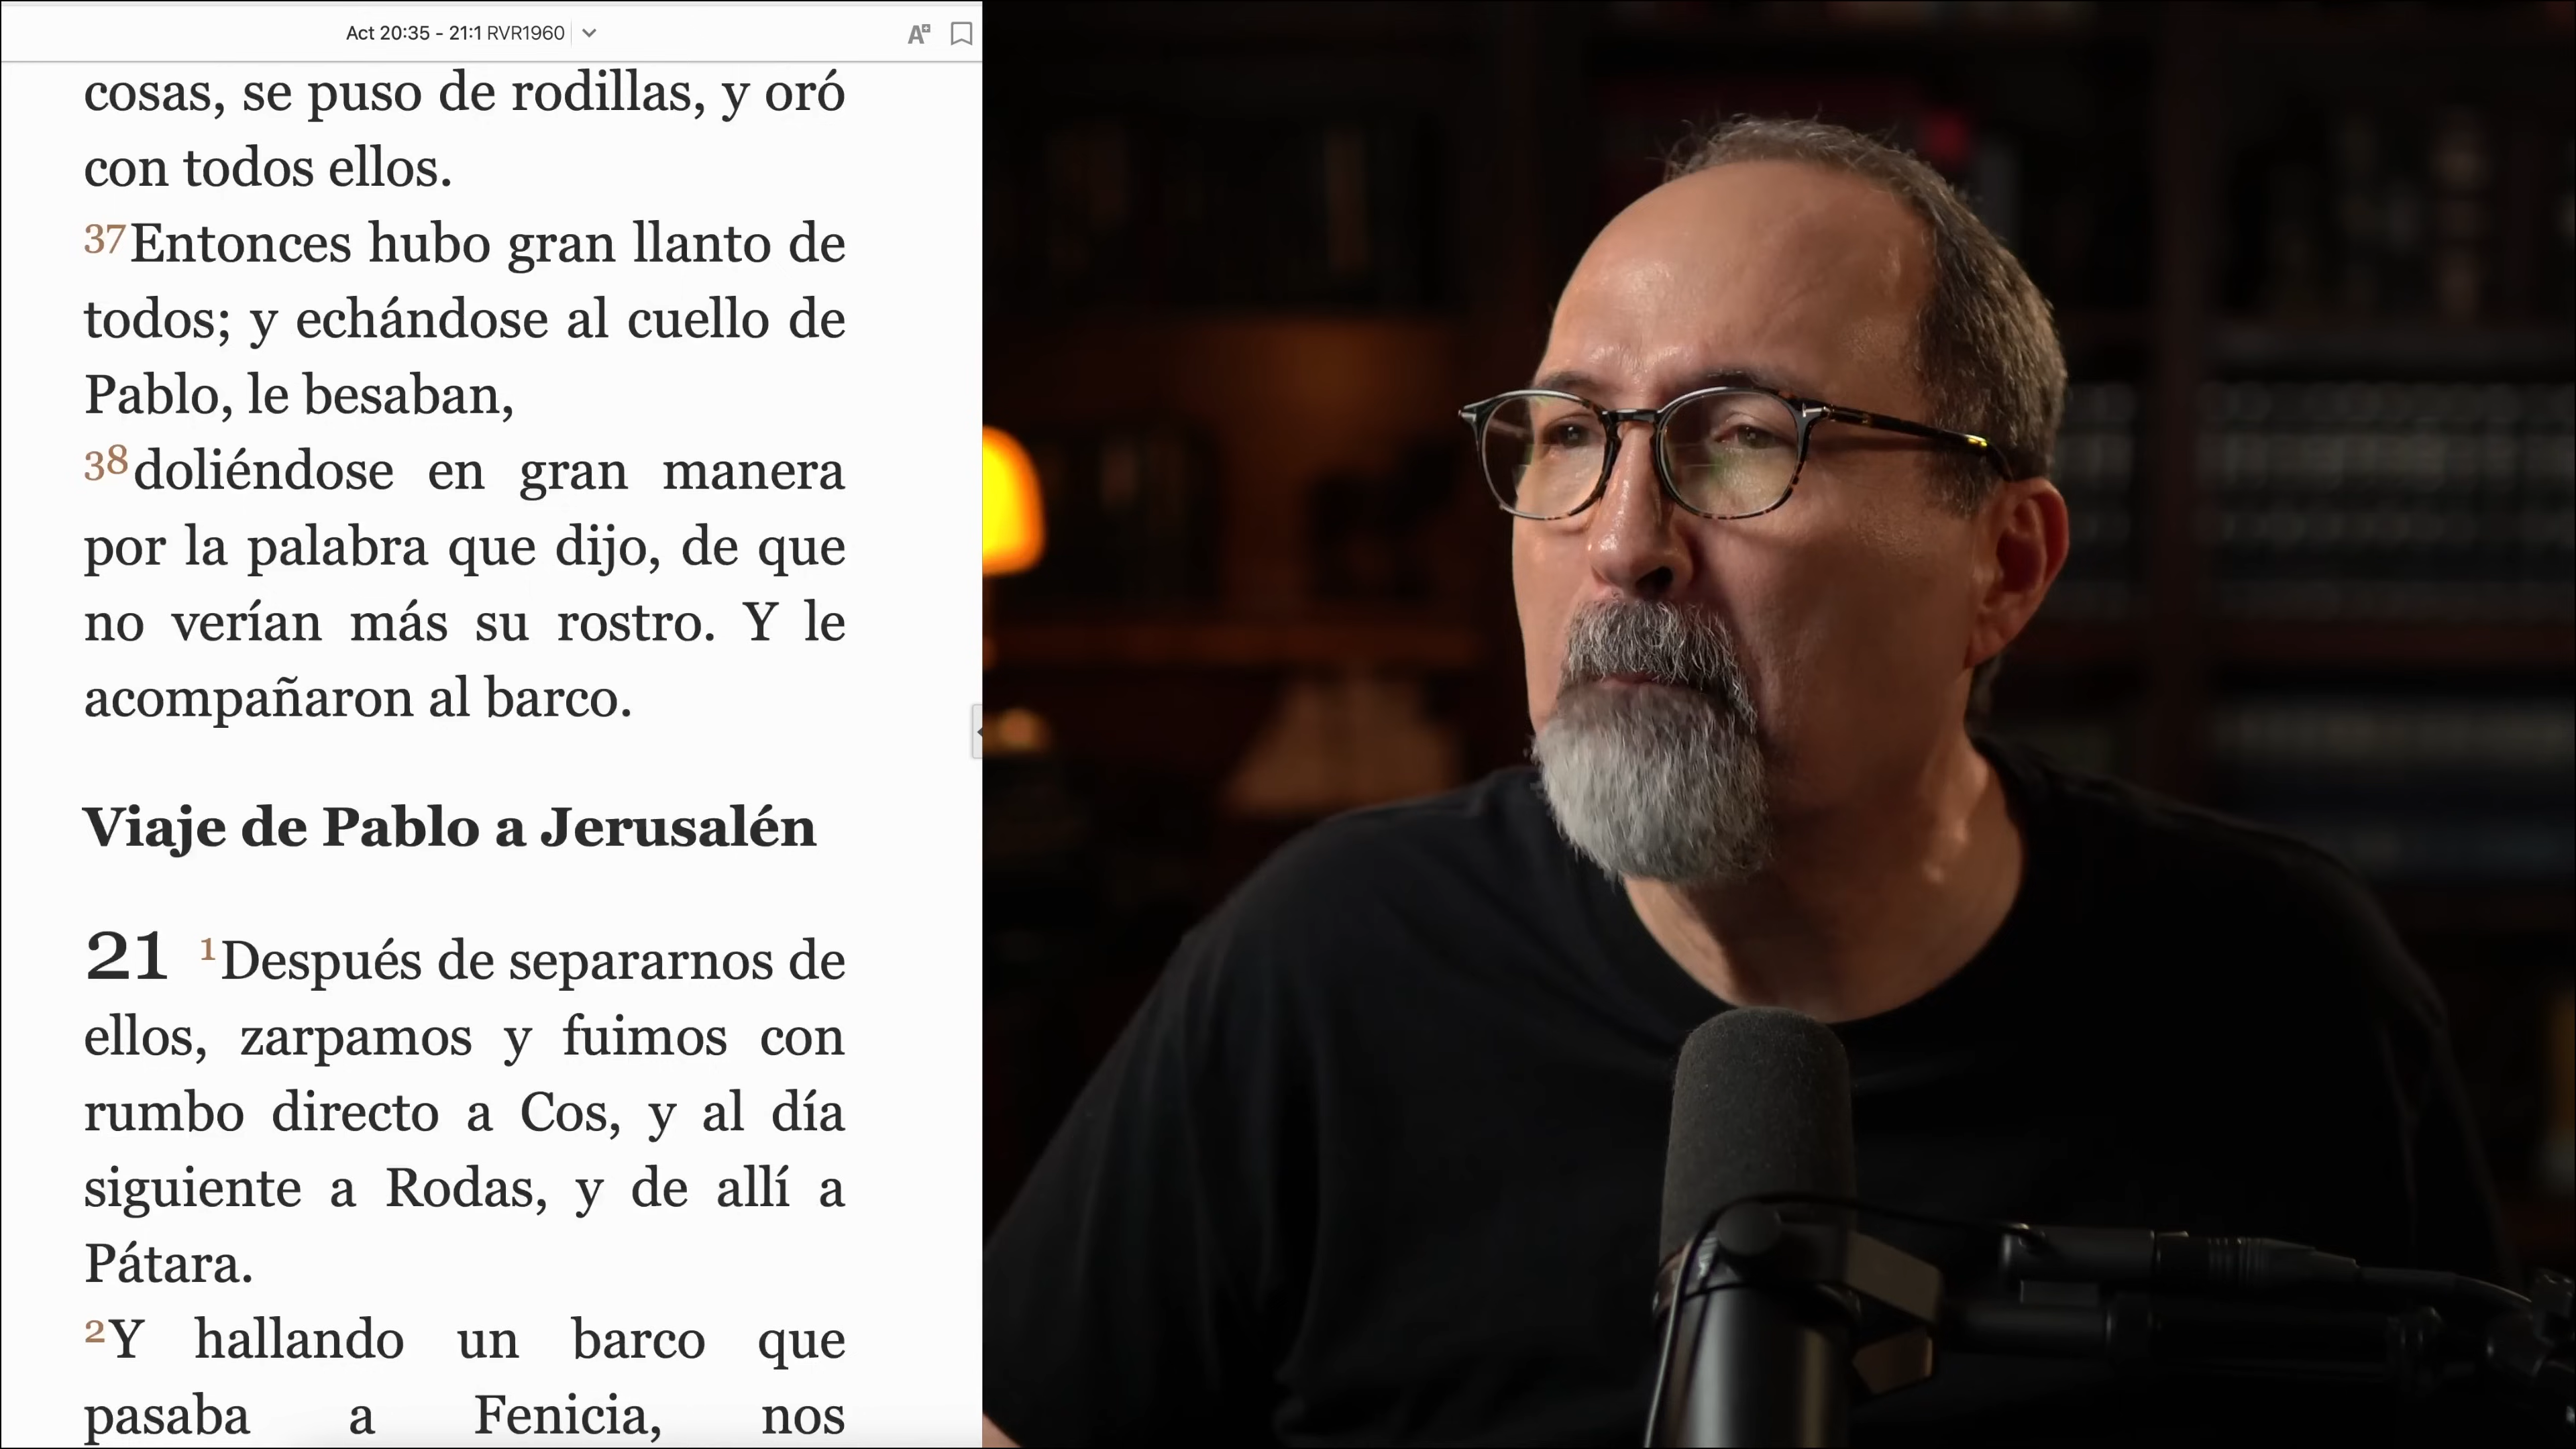 Act 20:35 - 21:1 RVR1960
cosas, se puso de rodillas, y oró
con todos ellos.
37Entonces hubo gran llanto de
todos; y echándose al cuello de
Pablo, le besaban,
38doliéndose en gran manera
por la palabra que dijo, de que
no verían más su rostro. Y le
acompañaron al barco.
Viaje de Pablo a Jerusalén
21 1Después de separarnos de
ellos, zarpamos y fuimos con
rumbo directo a Cos, y al día
siguiente a Rodas, y de allí a
Pátara.
2Y hallando un barco que
pasaba a Fenicia, nos